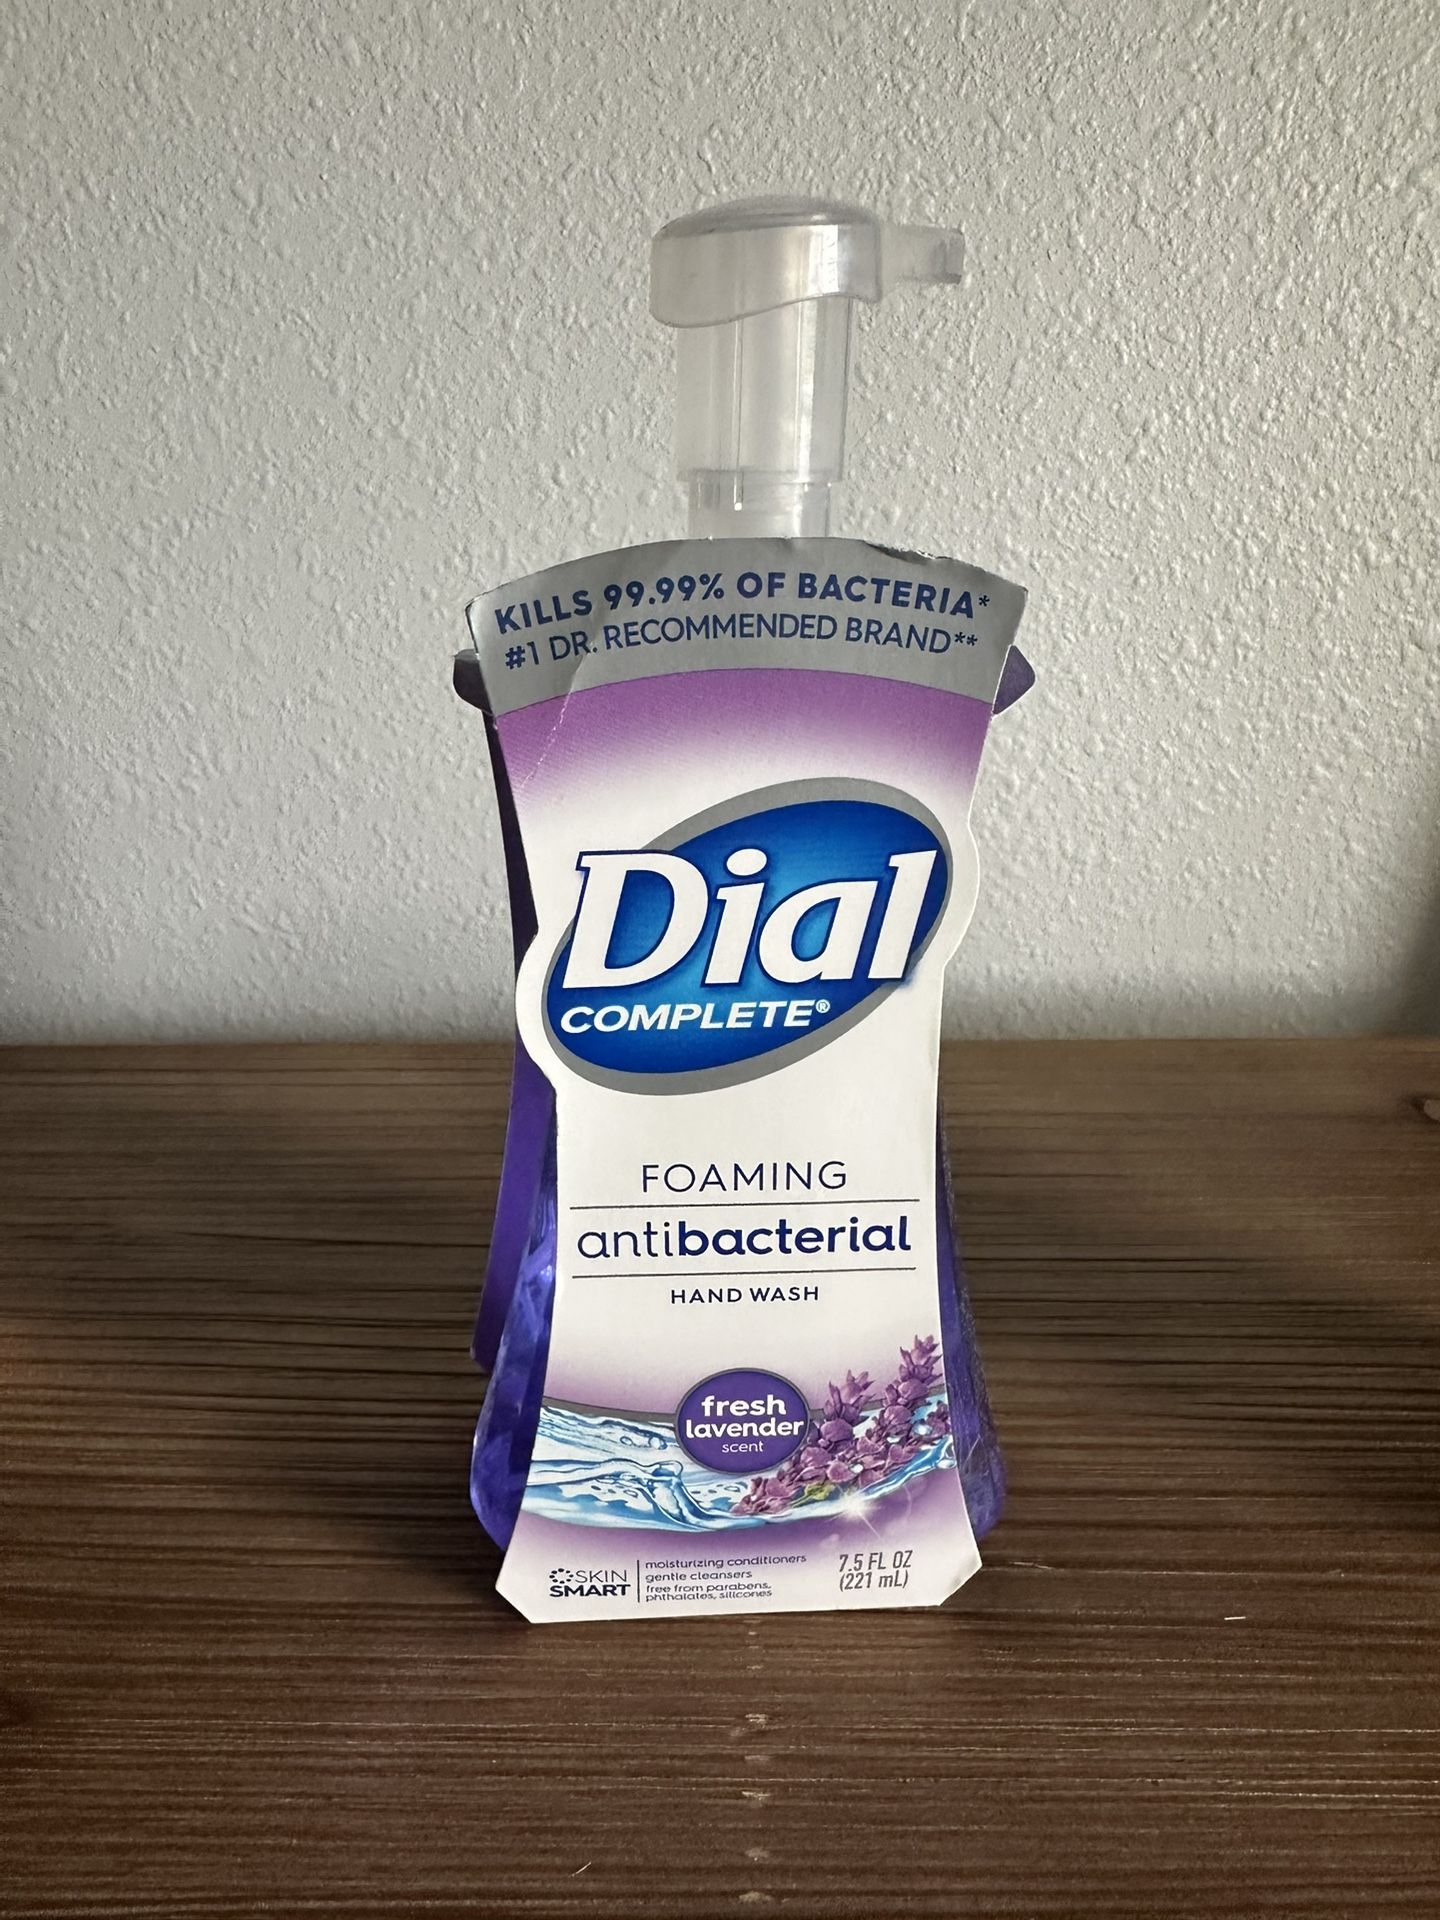 KILLS 99.99% OF BACTERIA*
#1 DR. RECOMMENDED BRAND**
Dial
COMPLETE®
FOAMING
antibacterial
HAND WASH
fresh
lavender
scent
SKIN
SMART
moisturizing conditioners
gentle cleansers
free from parabens,
phthalates, silicones
7.5 FL OZ
(221 mL)